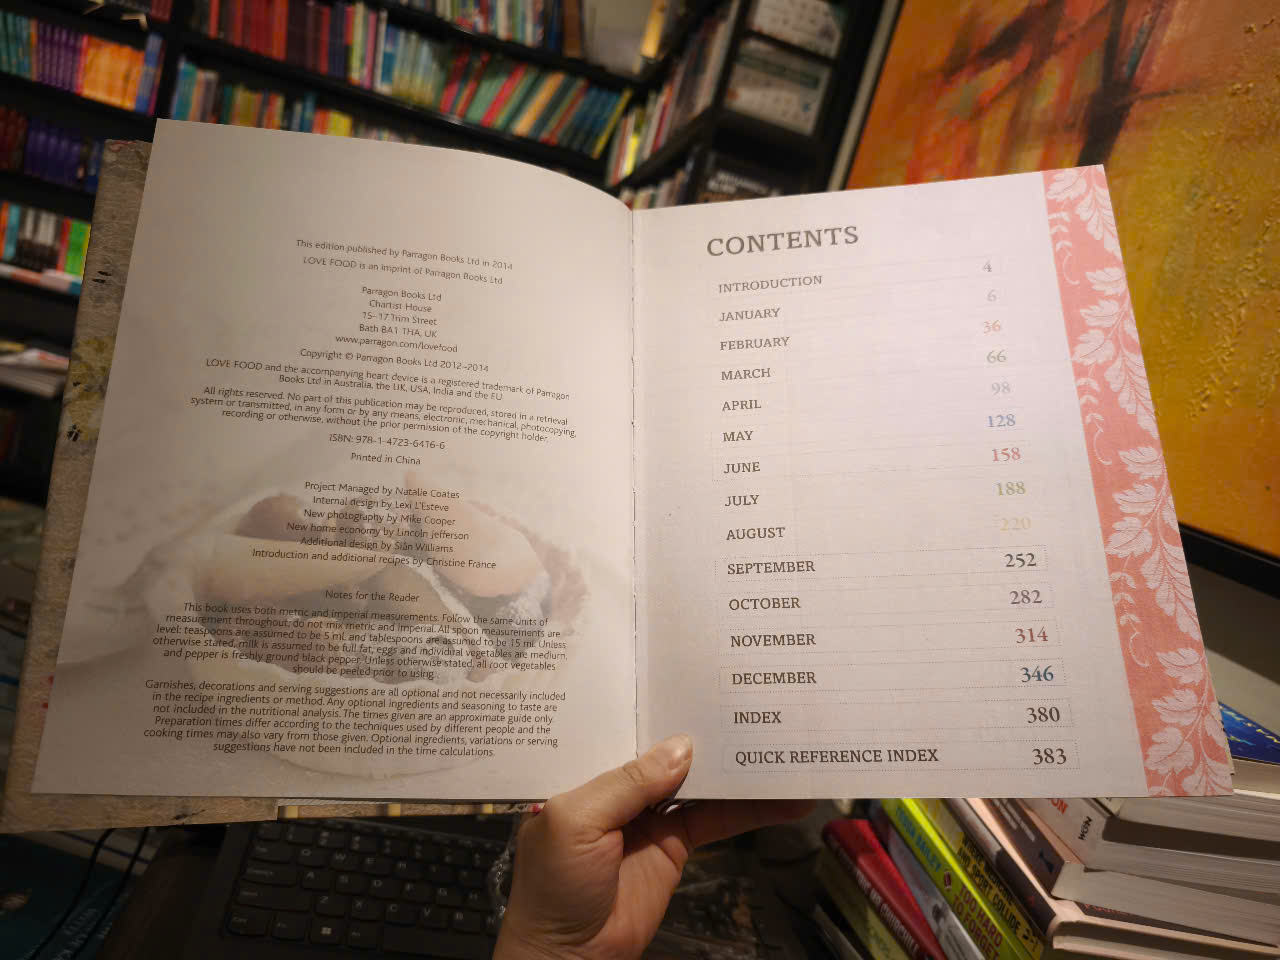 This edition published by Parragon Books Ltd in 2014
LOVE FOOD is an imprint of Parragon Books Ltd
Parragon Books Ltd
Chartist House
15–17 Trim Street
Bath BA1 1HA, UK
www.parragon.com/lovefood
Copyright © Parragon Books Ltd 2012–2014
LOVE FOOD and the accompanying heart device is a registered trademark of Parragon
Books Ltd in Australia, the UK, USA, India and the EU
All rights reserved. No part of this publication may be reproduced, stored in a retrieval
system or transmitted, in any form or by any means, electronic, mechanical, photocopying,
recording or otherwise, without the prior permission of the copyright holder.
ISBN: 978-1-4723-6416-6
Printed in China
Project Managed by Natalie Coates
Internal design by Lexi L'Esteve
New photography by Mike Cooper
New home economy by Lincoln Jefferson
Additional design by Siân Williams
Introduction and additional recipes by Christine France
Notes for the Reader
This book uses both metric and imperial measurements. Follow the same units of
measurement throughout; do not mix metric and imperial. All spoon measurements are
level: teaspoons are assumed to be 5 ml, and tablespoons are assumed to be 15 ml. Unless
otherwise stated, milk is assumed to be full fat, eggs and individual vegetables are medium,
and pepper is freshly ground black pepper. Unless otherwise stated, all root vegetables
should be peeled prior to using.
Garnishes, decorations and serving suggestions are all optional and not necessarily included
in the recipe ingredients or method. Any optional ingredients and seasoning to taste are
not included in the nutritional analysis. The times given are an approximate guide only.
Preparation times differ according to the techniques used by different people and the
cooking times may also vary from those given. Optional ingredients, variations or serving
suggestions have not been included in the time calculations.
CONTENTS
INTRODUCTION 4
JANUARY 6
FEBRUARY 36
MARCH 66
APRIL 98
MAY 128
JUNE 158
JULY 188
AUGUST 220
SEPTEMBER 252
OCTOBER 282
NOVEMBER 314
DECEMBER 346
INDEX 380
QUICK REFERENCE INDEX 383
AND SPORT COLLIDE
TOO HARD
TO FORGE